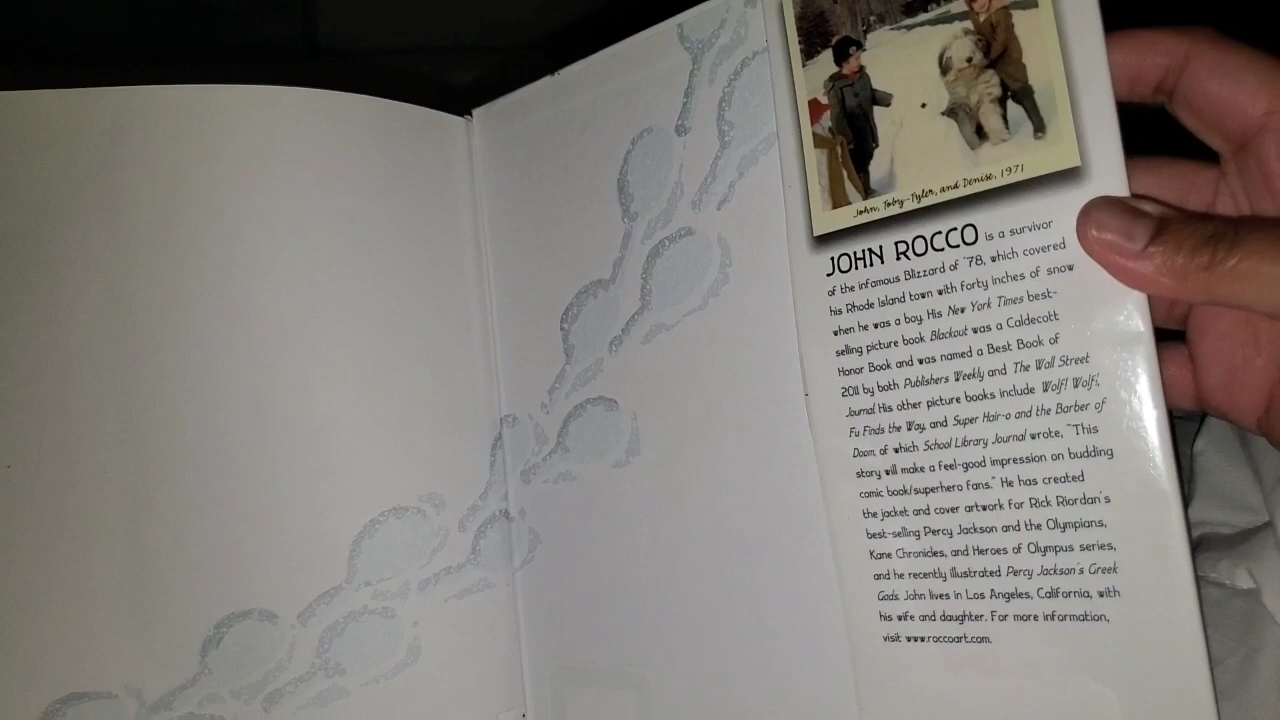 John, Toby-Tyler, and Denise, 1971
JOHN ROCCO is a survivor
of the infamous Blizzard of '78, which covered
his Rhode Island town with forty inches of snow
when he was a boy. His New York Times best-
selling picture book Blackout was a Caldecott
Honor Book and was named a Best Book of
2011 by both Publishers Weekly and The Wall Street
Journal. His other picture books include Wolf! Wolf!,
Fu Finds the Way, and Super Hair-o and the Barber of
Doom, of which School Library Journal wrote, "This
story will make a feel-good impression on budding
comic book/superhero fans." He has created
the jacket and cover artwork for Rick Riordan's
best-selling Percy Jackson and the Olympians,
Kane Chronicles, and Heroes of Olympus series,
and he recently illustrated Percy Jackson's Greek
Gods. John lives in Los Angeles, California, with
his wife and daughter. For more information,
visit www.roccoart.com.